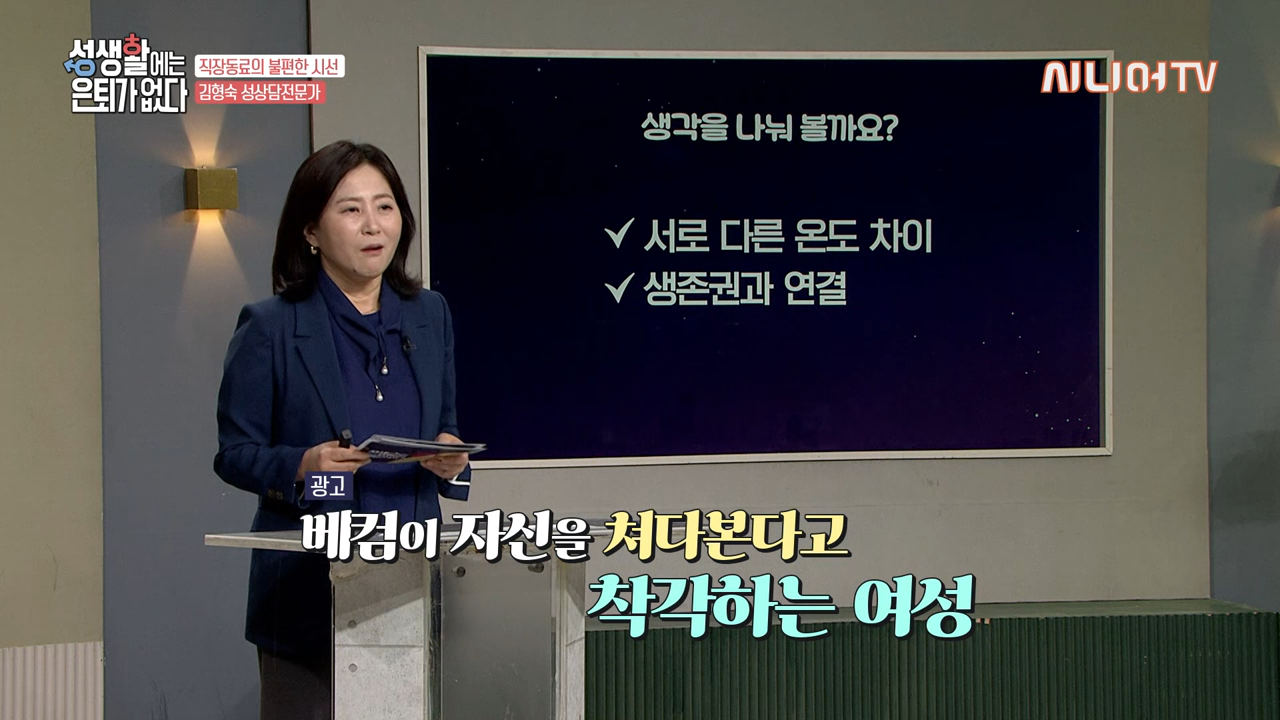 성생활에는
은퇴가 없다
직장동료의 불편한 시선
김형숙 성상담전문가
시니어TV
생각을 나눠 볼까요?
✓ 서로 다른 온도 차이
✓ 생존권과 연결
광고
베컴이 자신을 쳐다본다고
착각하는 여성